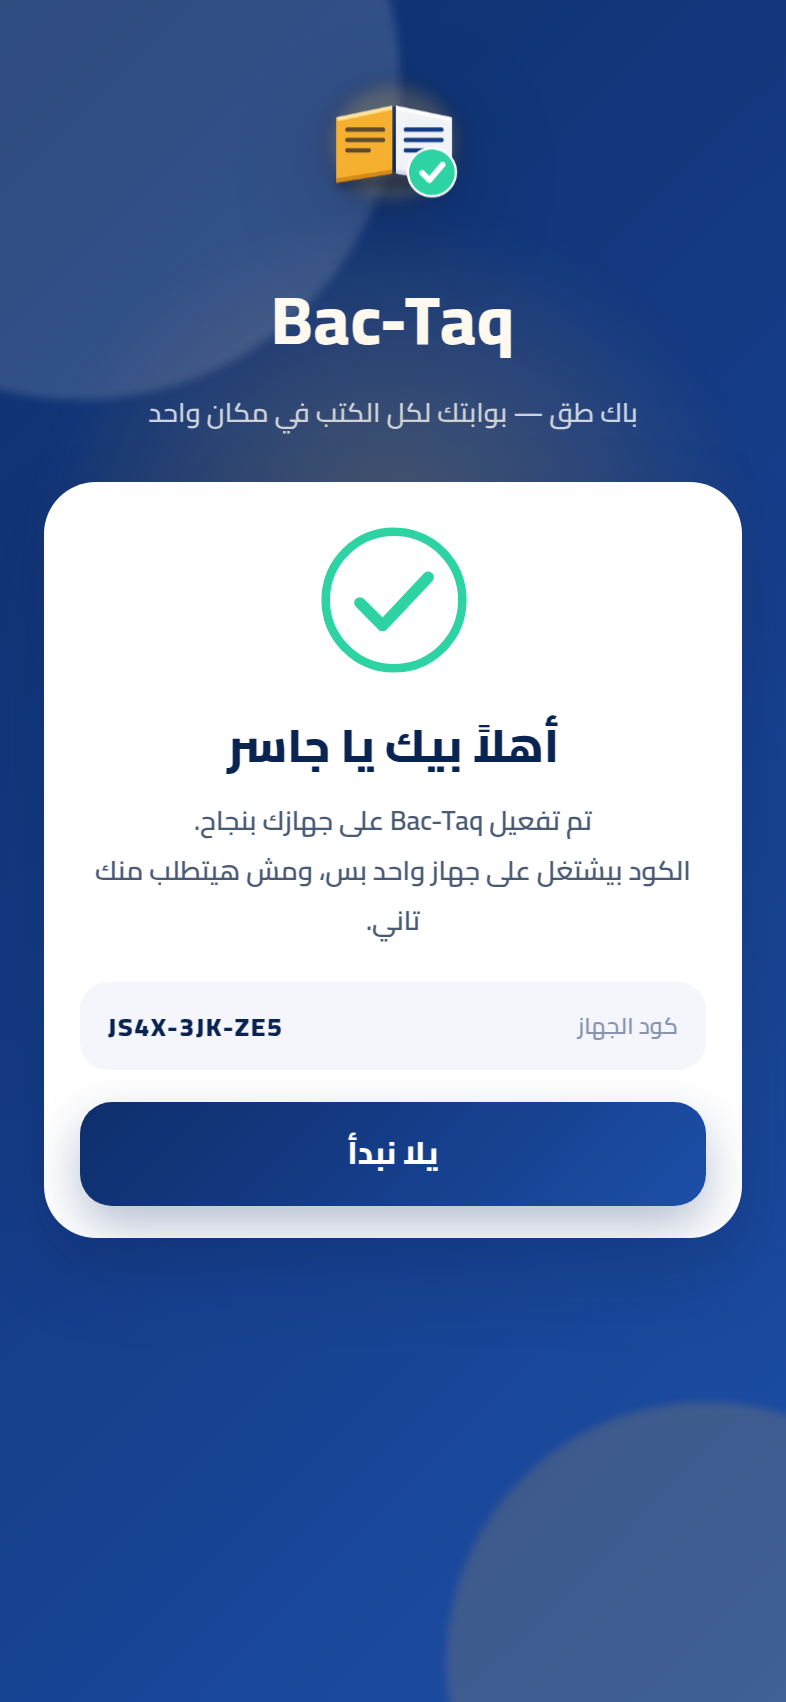 Bac-Taq
باك طق — بوابتك لكل الكتب في مكان واحد
أهلاً بيك يا جاسر
تم تفعيل Bac-Taq على جهازك بنجاح.
الكود بيشتغل على جهاز واحد بس، ومش هيتطلب منك
تاني.
كود الجهاز JS4X-3JK-ZE5
يلا نبدأ